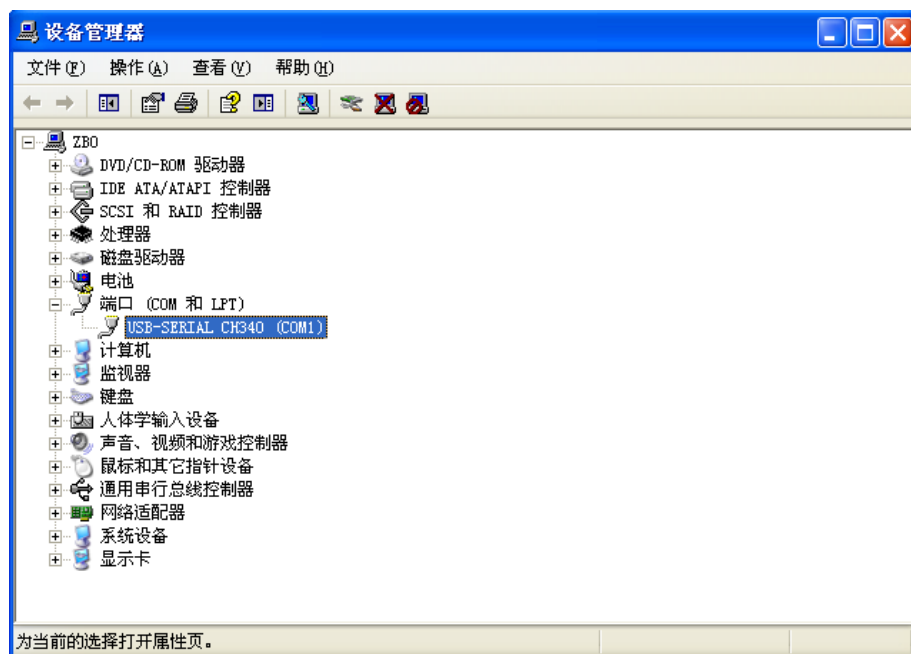 设备管理器
文件(F) 操作(A) 查看(V) 帮助(H)
ZBO
DVD/CD-ROM 驱动器
IDE ATA/ATAPI 控制器
SCSI 和 RAID 控制器
处理器
磁盘驱动器
电池
端口 (COM 和 LPT)
USB-SERIAL CH340 (COM1)
计算机
监视器
键盘
人体学输入设备
声音、视频和游戏控制器
鼠标和其它指针设备
通用串行总线控制器
网络适配器
系统设备
显示卡
为当前的选择打开属性页。